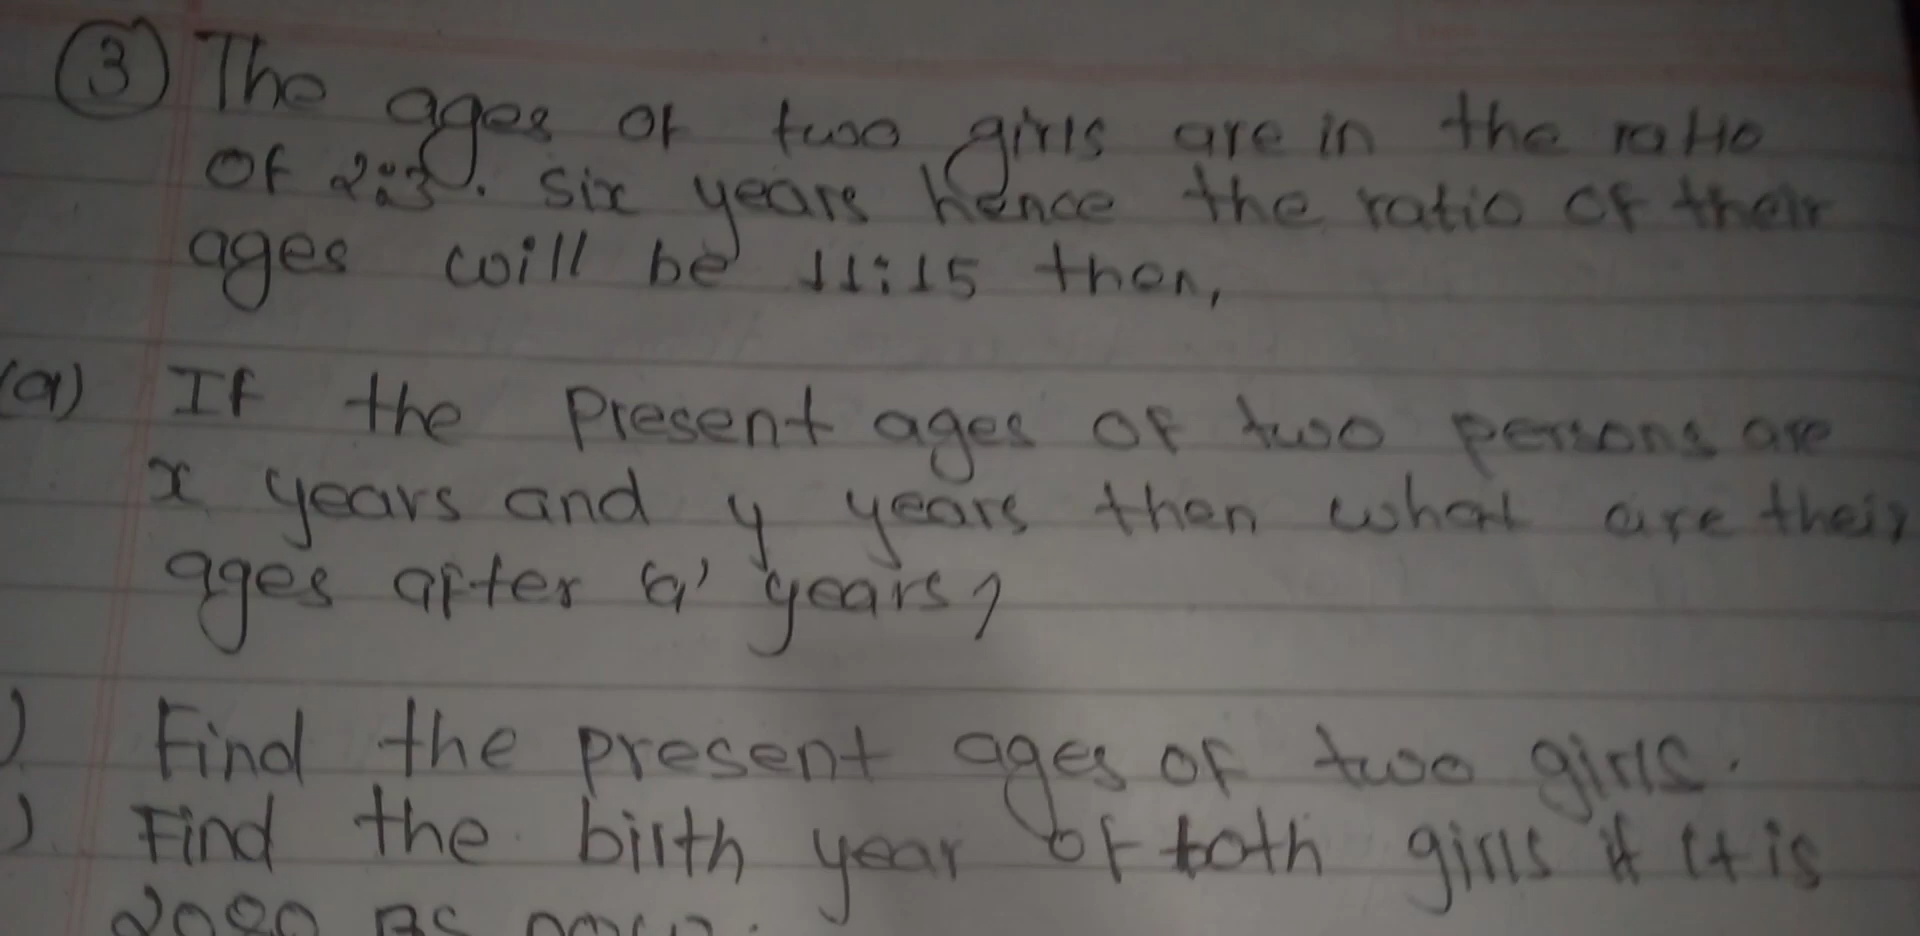 3 The ages of two girls are in the ratio
of 2:3. six years hence the ratio of their
ages will be 11:15 then,
(a) If the present ages of two persons are
x years and y years then what are their
ages after 'a' years?
) Find the present ages of two girls.
) Find the birth year of both girls if it is
BS now.